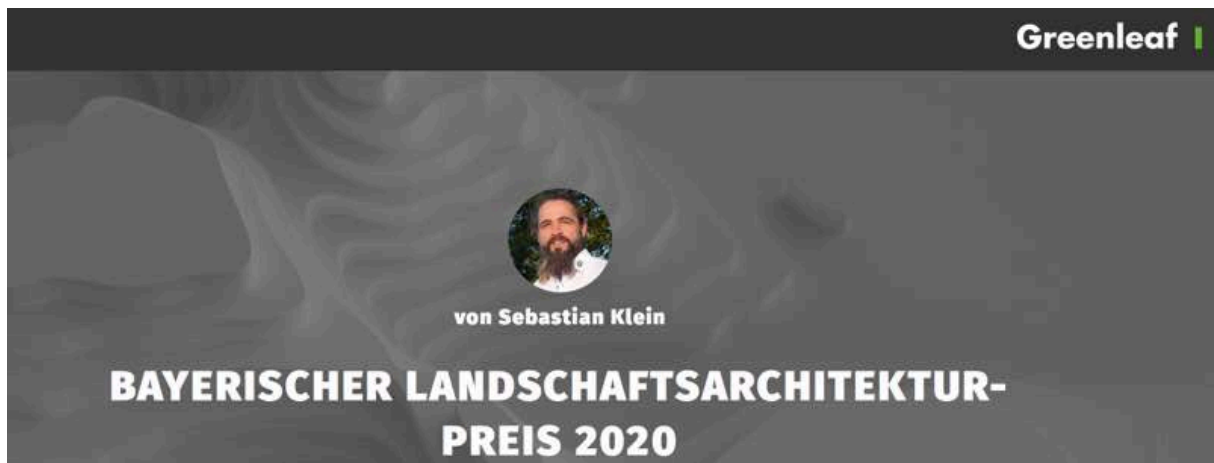 Greenleaf
von Sebastian Klein
BAYERISCHER LANDSCHAFTSARCHITEKTUR-
PREIS 2020